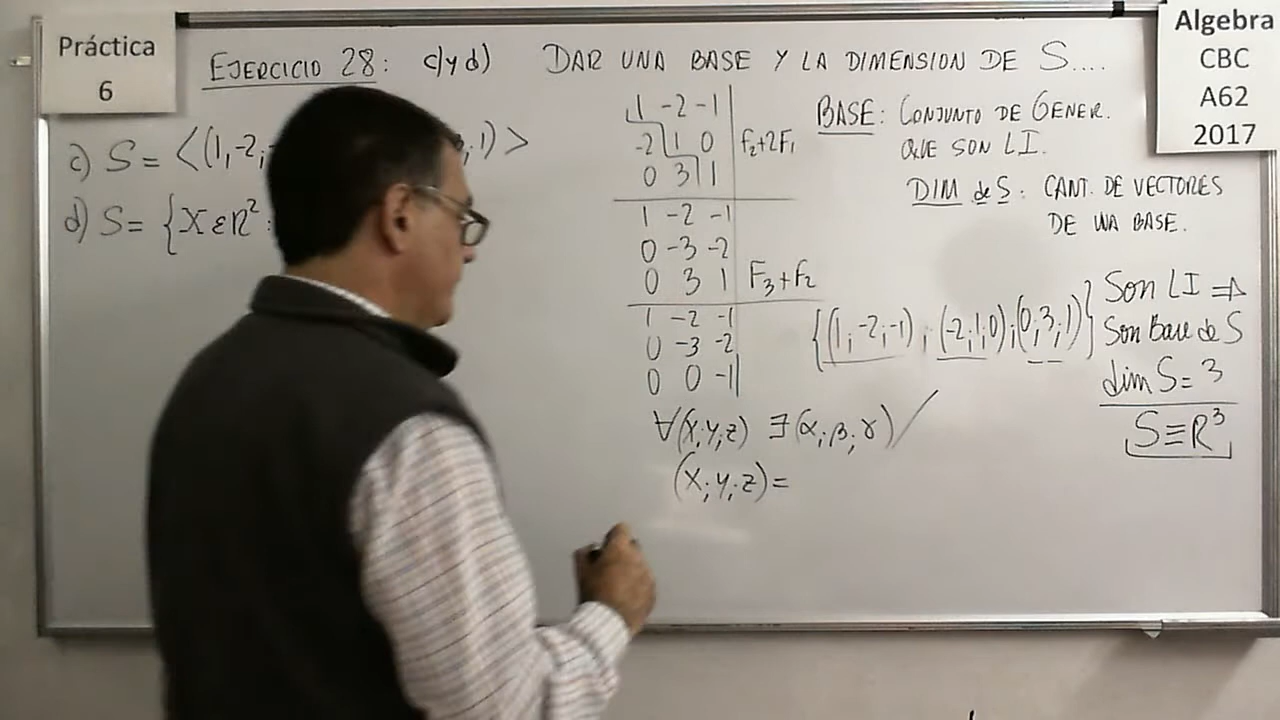 Práctica
6
Algebra
CBC
A62
2017
EJERCICIO 28: c) y d) DAR UNA BASE Y LA DIMENSION DE S....
c) S = <(1,-2; ;1)>
d) S = {X ε R²:
1 -2 -1
-2 1 0 F₂+2F₁
0 3 1
1 -2 -1
0 -3 -2
0 3 1 F₃+F₂
1 -2 -1
0 -3 -2
0 0 -1
∀(x;y;z) ∃(α;β;γ)/
(x;y;z)=
BASE: CONJUNTO DE GENER.
QUE SON LI.
DIM de S: CANT. DE VECTORES
DE UNA BASE.
{(1;-2;-1);(-2;1;0);(0;3;1)}
Son LI ⇒
Son Base de S
dim S = 3
S≡R³